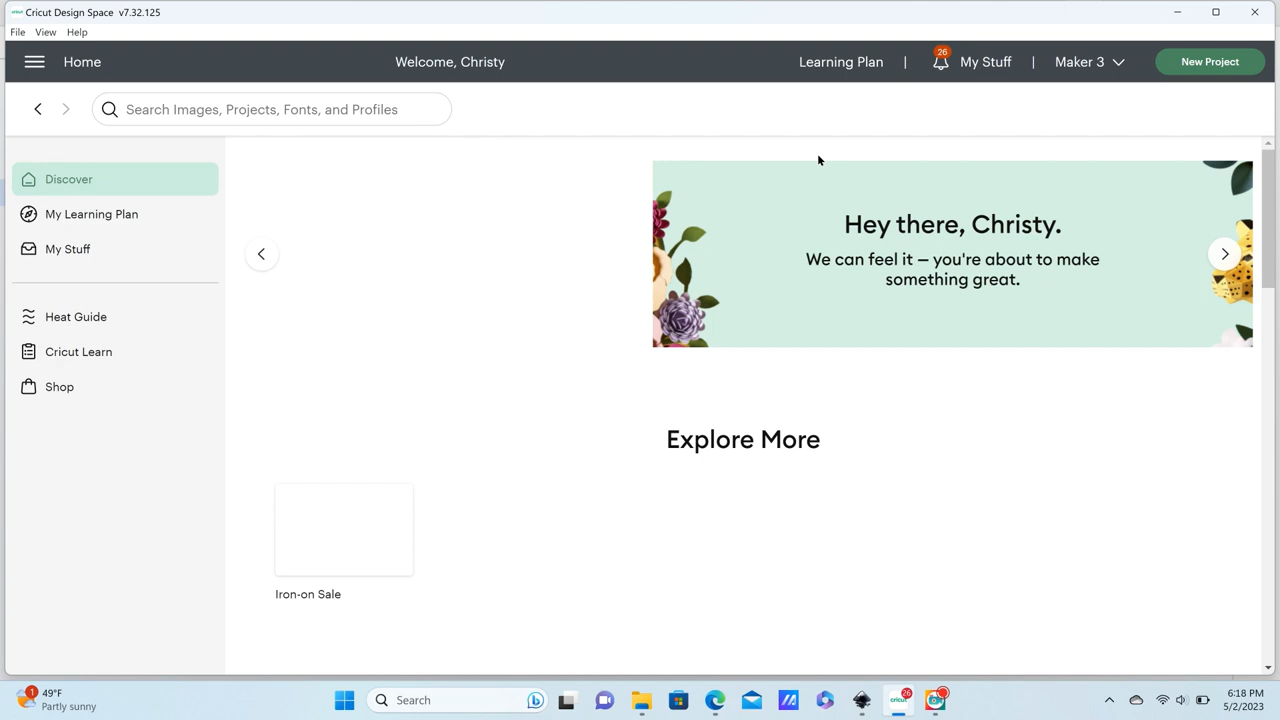 Cricut Design Space v7.32.125
File View Help
Home
Welcome, Christy
Learning Plan | 26 My Stuff | Maker 3
New Project
Search Images, Projects, Fonts, and Profiles
Discover
My Learning Plan
My Stuff
Heat Guide
Cricut Learn
Shop
Hey there, Christy.
We can feel it – you're about to make
something great.
Explore More
Iron-on Sale
1
49°F
Partly sunny
Search
cricut
26
6:18 PM
5/2/2023